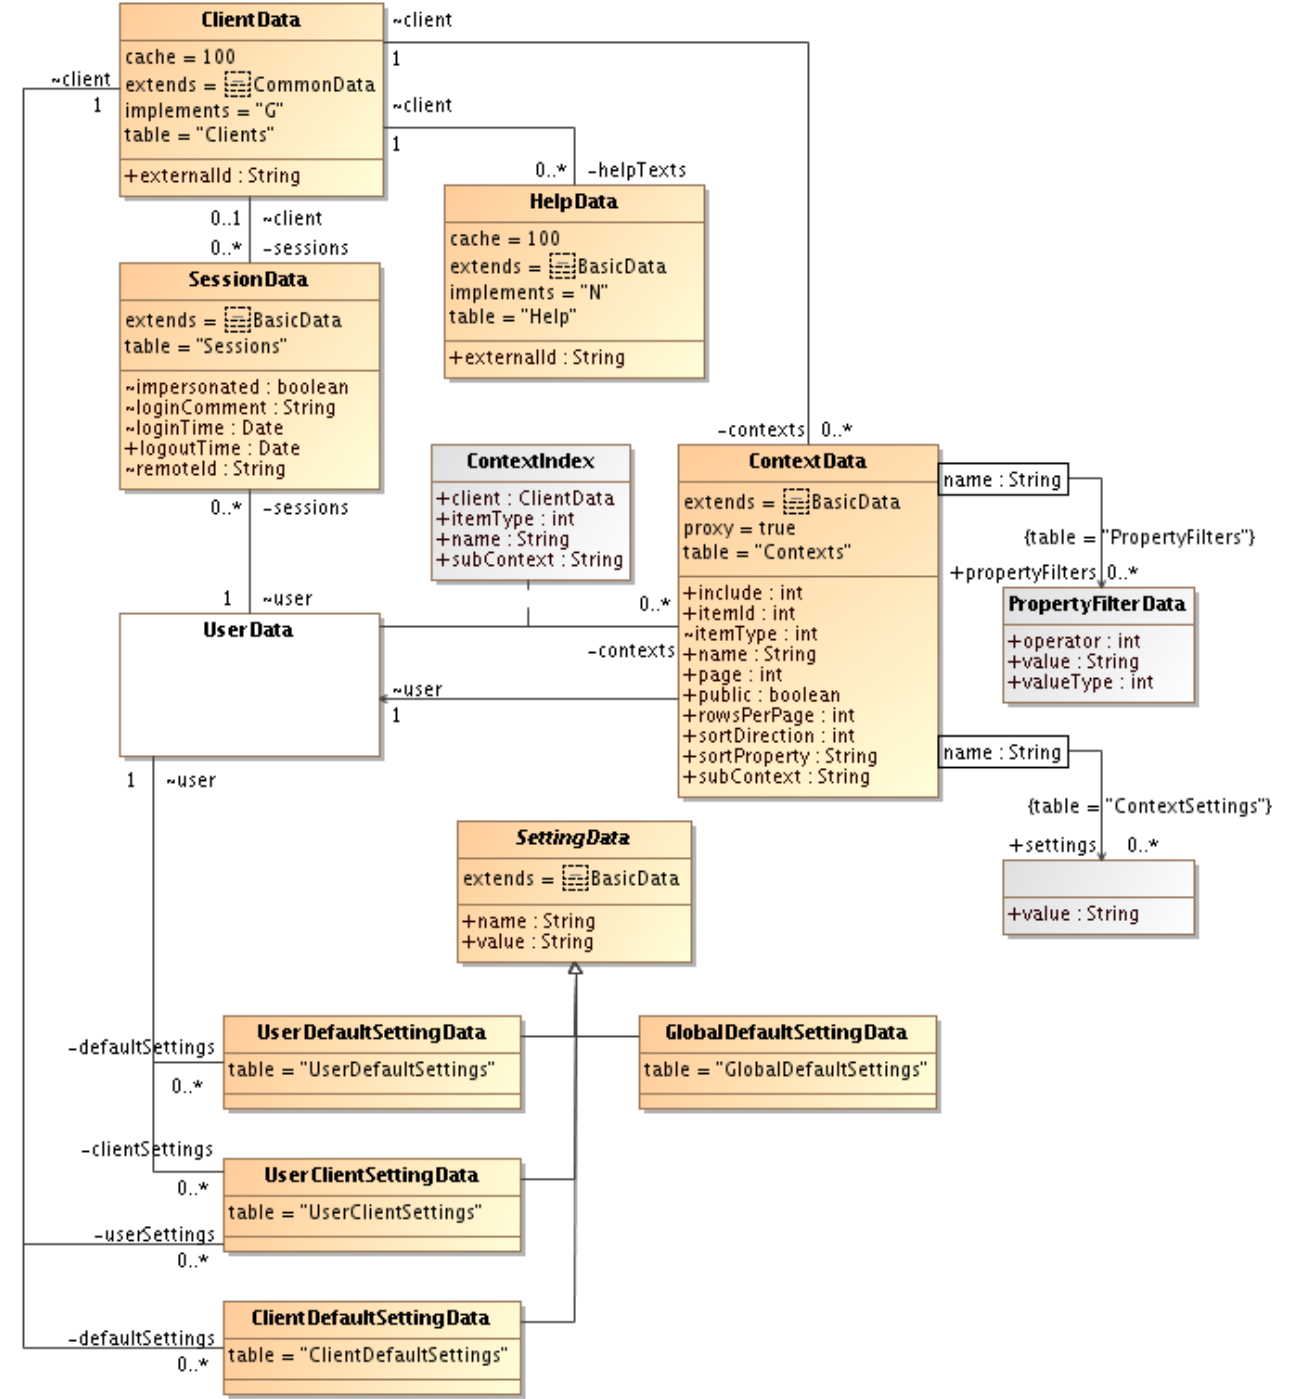 ClientData
cache = 100
extends = CommonData
implements = "G"
table = "Clients"
+externalId : String
~client
1
~client
1
~client
1
0..* -helpTexts
HelpData
cache = 100
extends = BasicData
implements = "N"
table = "Help"
+externalId : String
0..1 ~client
0..* -sessions
SessionData
extends = BasicData
table = "Sessions"
~impersonated : boolean
~loginComment : String
~loginTime : Date
+logoutTime : Date
~remoteId : String
0..* -sessions
1 ~user
UserData
ContextIndex
+client : ClientData
+itemType : int
+name : String
+subContext : String
-contexts 0..*
ContextData
extends = BasicData
proxy = true
table = "Contexts"
+include : int
+itemId : int
~itemType : int
+name : String
+page : int
+public : boolean
+rowsPerPage : int
+sortDirection : int
+sortProperty : String
+subContext : String
0..*
-contexts
~user
1
name : String
{table = "PropertyFilters"}
+propertyFilters 0..*
PropertyFilterData
+operator : int
+value : String
+valueType : int
name : String
{table = "ContextSettings"}
+settings 0..*
+value : String
1 ~user
SettingData
extends = BasicData
+name : String
+value : String
-defaultSettings
0..*
UserDefaultSettingData
table = "UserDefaultSettings"
GlobalDefaultSettingData
table = "GlobalDefaultSettings"
-clientSettings
0..*
UserClientSettingData
table = "UserClientSettings"
-userSettings
0..*
ClientDefaultSettingData
table = "ClientDefaultSettings"
-defaultSettings
0..*